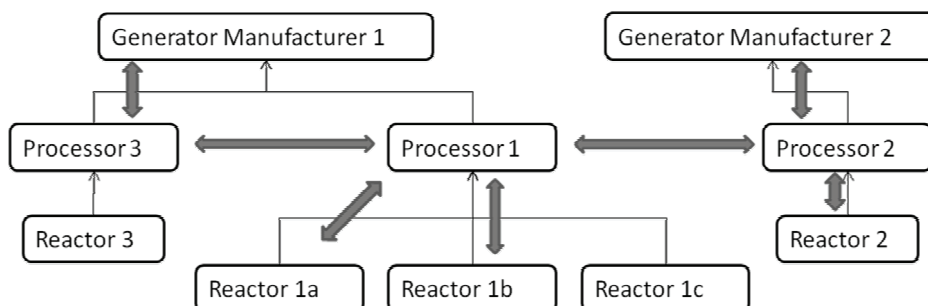 Generator Manufacturer 1
Generator Manufacturer 2
Processor 3
Processor 1
Processor 2
Reactor 3
Reactor 2
Reactor 1a
Reactor 1b
Reactor 1c